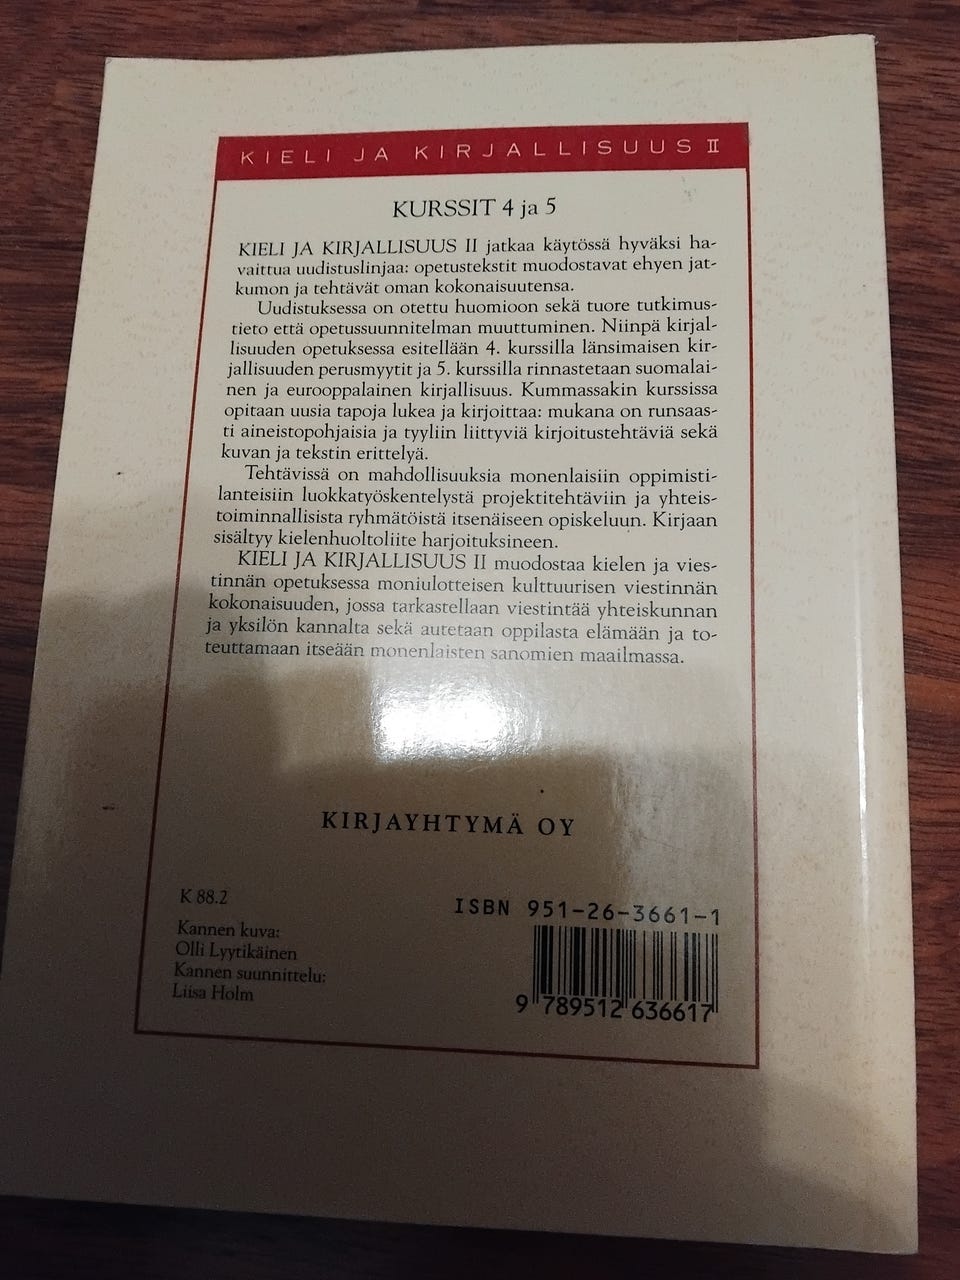 KIELI JA KIRJALLISUUS II
KURSSIT 4 ja 5
KIELI JA KIRJALLISUUS II jatkaa käytössä hyväksi ha-
vaittua uudistuslinjaa: opetustekstit muodostavat ehyen jat-
kumon ja tehtävät oman kokonaisuutensa.
Uudistuksessa on otettu huomioon sekä tuore tutkimus-
tieto että opetussuunnitelman muuttuminen. Niinpä kirjal-
lisuuden opetuksessa esitellään 4. kurssilla länsimaisen kir-
jallisuuden perusmyytit ja 5. kurssilla rinnastetaan suomalai-
nen ja eurooppalainen kirjallisuus. Kummassakin kurssissa
opitaan uusia tapoja lukea ja kirjoittaa: mukana on runsaas-
ti aineistopohjaisia ja tyyliin liittyviä kirjoitustehtäviä sekä
kuvan ja tekstin erittelyä.
Tehtävissä on mahdollisuuksia monenlaisiin oppimisti-
lanteisiin luokkatyöskentelystä projektitehtäviin ja yhteis-
toiminnallisista ryhmätöistä itsenäiseen opiskeluun. Kirjaan
sisältyy kielenhuoltoliite harjoituksineen.
KIELI JA KIRJALLISUUS II muodostaa kielen ja vies-
tinnän opetuksessa moniulotteisen kulttuurisen viestinnän
kokonaisuuden, jossa tarkastellaan viestintää yhteiskunnan
ja yksilön kannalta sekä autetaan oppilasta elämään ja to-
teuttamaan itseään monenlaisten sanomien maailmassa.
KIRJAYHTYMÄ OY
K 88.2
Kannen kuva:
Olli Lyytikäinen
Kannen suunnittelu:
Liisa Holm
ISBN 951-26-3661-1
9 789512 636617